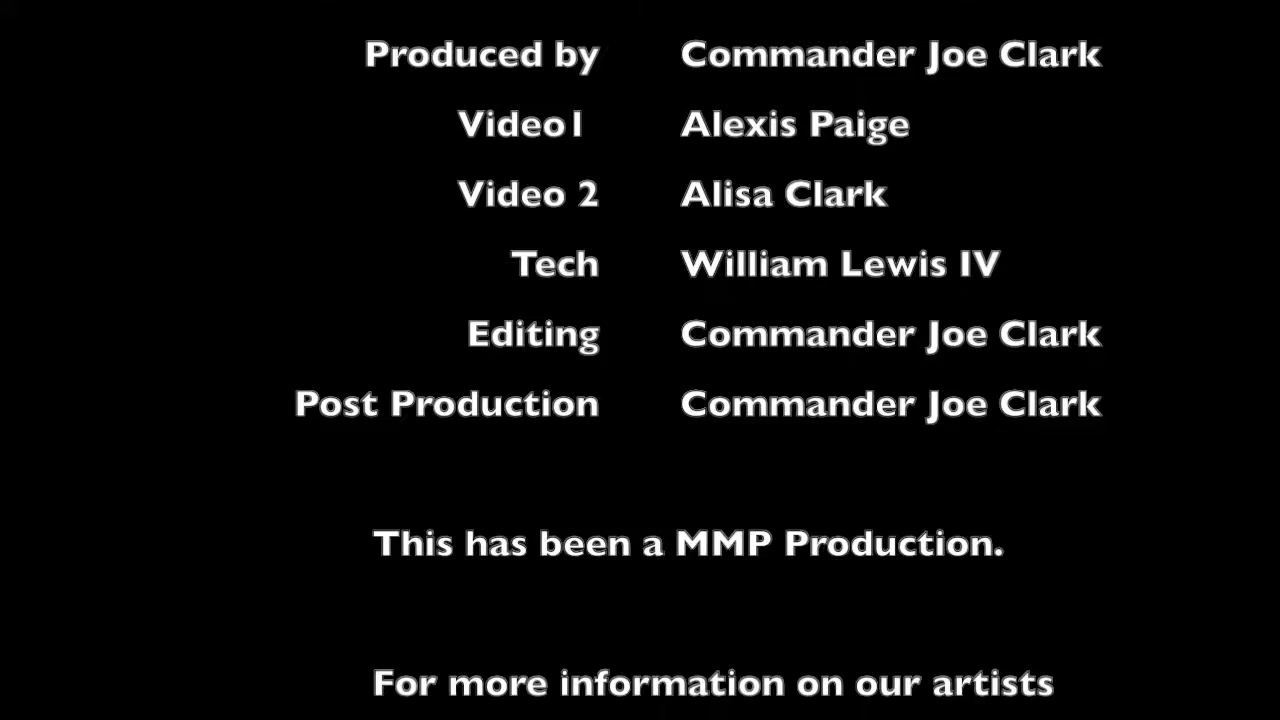 Produced by Commander Joe Clark
Video1 Alexis Paige
Video 2 Alisa Clark
Tech William Lewis IV
Editing Commander Joe Clark
Post Production Commander Joe Clark
This has been a MMP Production.
For more information on our artists